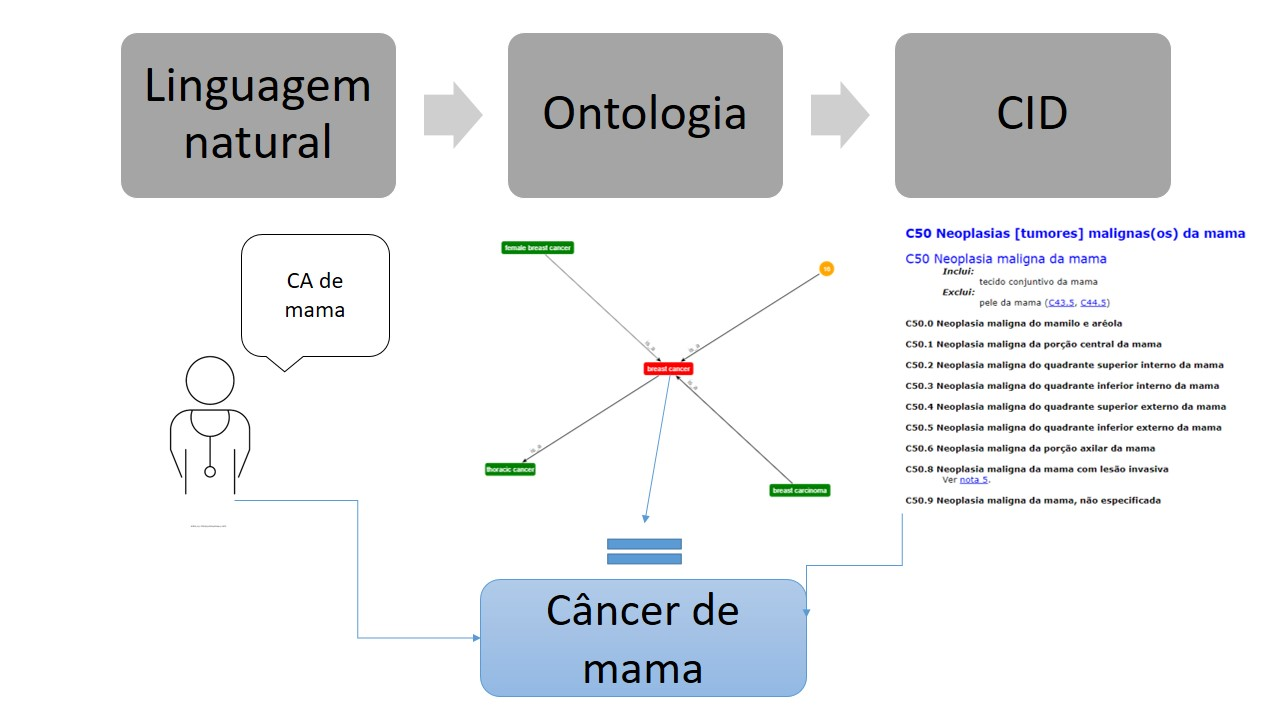 Linguagem
natural
Ontologia
CID
CA de
mama
female breast cancer
breast cancer
thoracic cancer
breast carcinoma
C50 Neoplasias [tumores] malignas(os) da mama
C50 Neoplasia maligna da mama
Inclui:
tecido conjuntivo da mama
Exclui:
pele da mama (C43.5, C44.5)
C50.0 Neoplasia maligna do mamilo e aréola
C50.1 Neoplasia maligna da porção central da mama
C50.2 Neoplasia maligna do quadrante superior interno da mama
C50.3 Neoplasia maligna do quadrante inferior interno da mama
C50.4 Neoplasia maligna do quadrante superior externo da mama
C50.5 Neoplasia maligna do quadrante inferior externo da mama
C50.6 Neoplasia maligna da porção axilar da mama
C50.8 Neoplasia maligna da mama com lesão invasiva
Ver nota 5.
C50.9 Neoplasia maligna da mama, não especificada
Câncer de
mama